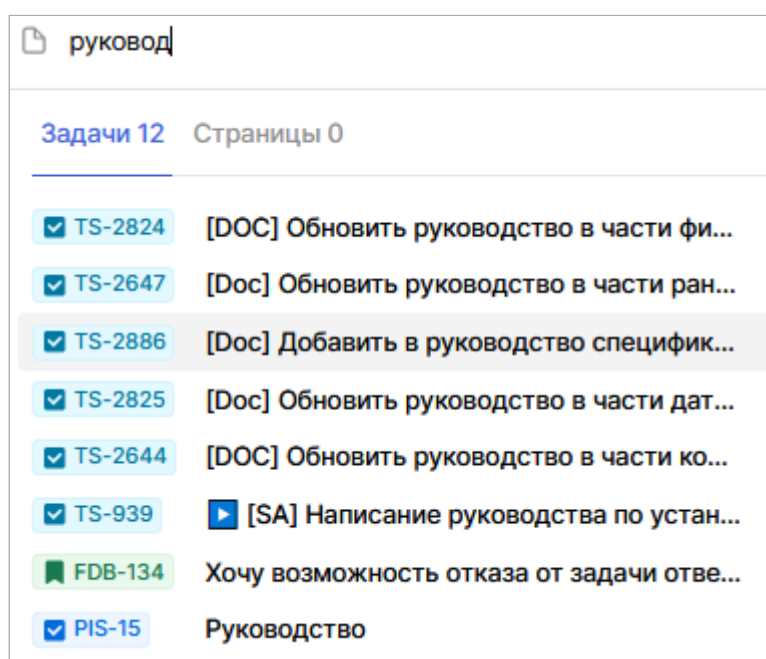 руковод
Задачи 12 Страницы 0
TS-2824 [DOC] Обновить руководство в части фи...
TS-2647 [Doc] Обновить руководство в части ран...
TS-2886 [Doc] Добавить в руководство специфик...
TS-2825 [Doc] Обновить руководство в части дат...
TS-2644 [DOC] Обновить руководство в части ко...
TS-939 [SA] Написание руководства по устан...
FDB-134 Хочу возможность отказа от задачи отве...
PIS-15 Руководство